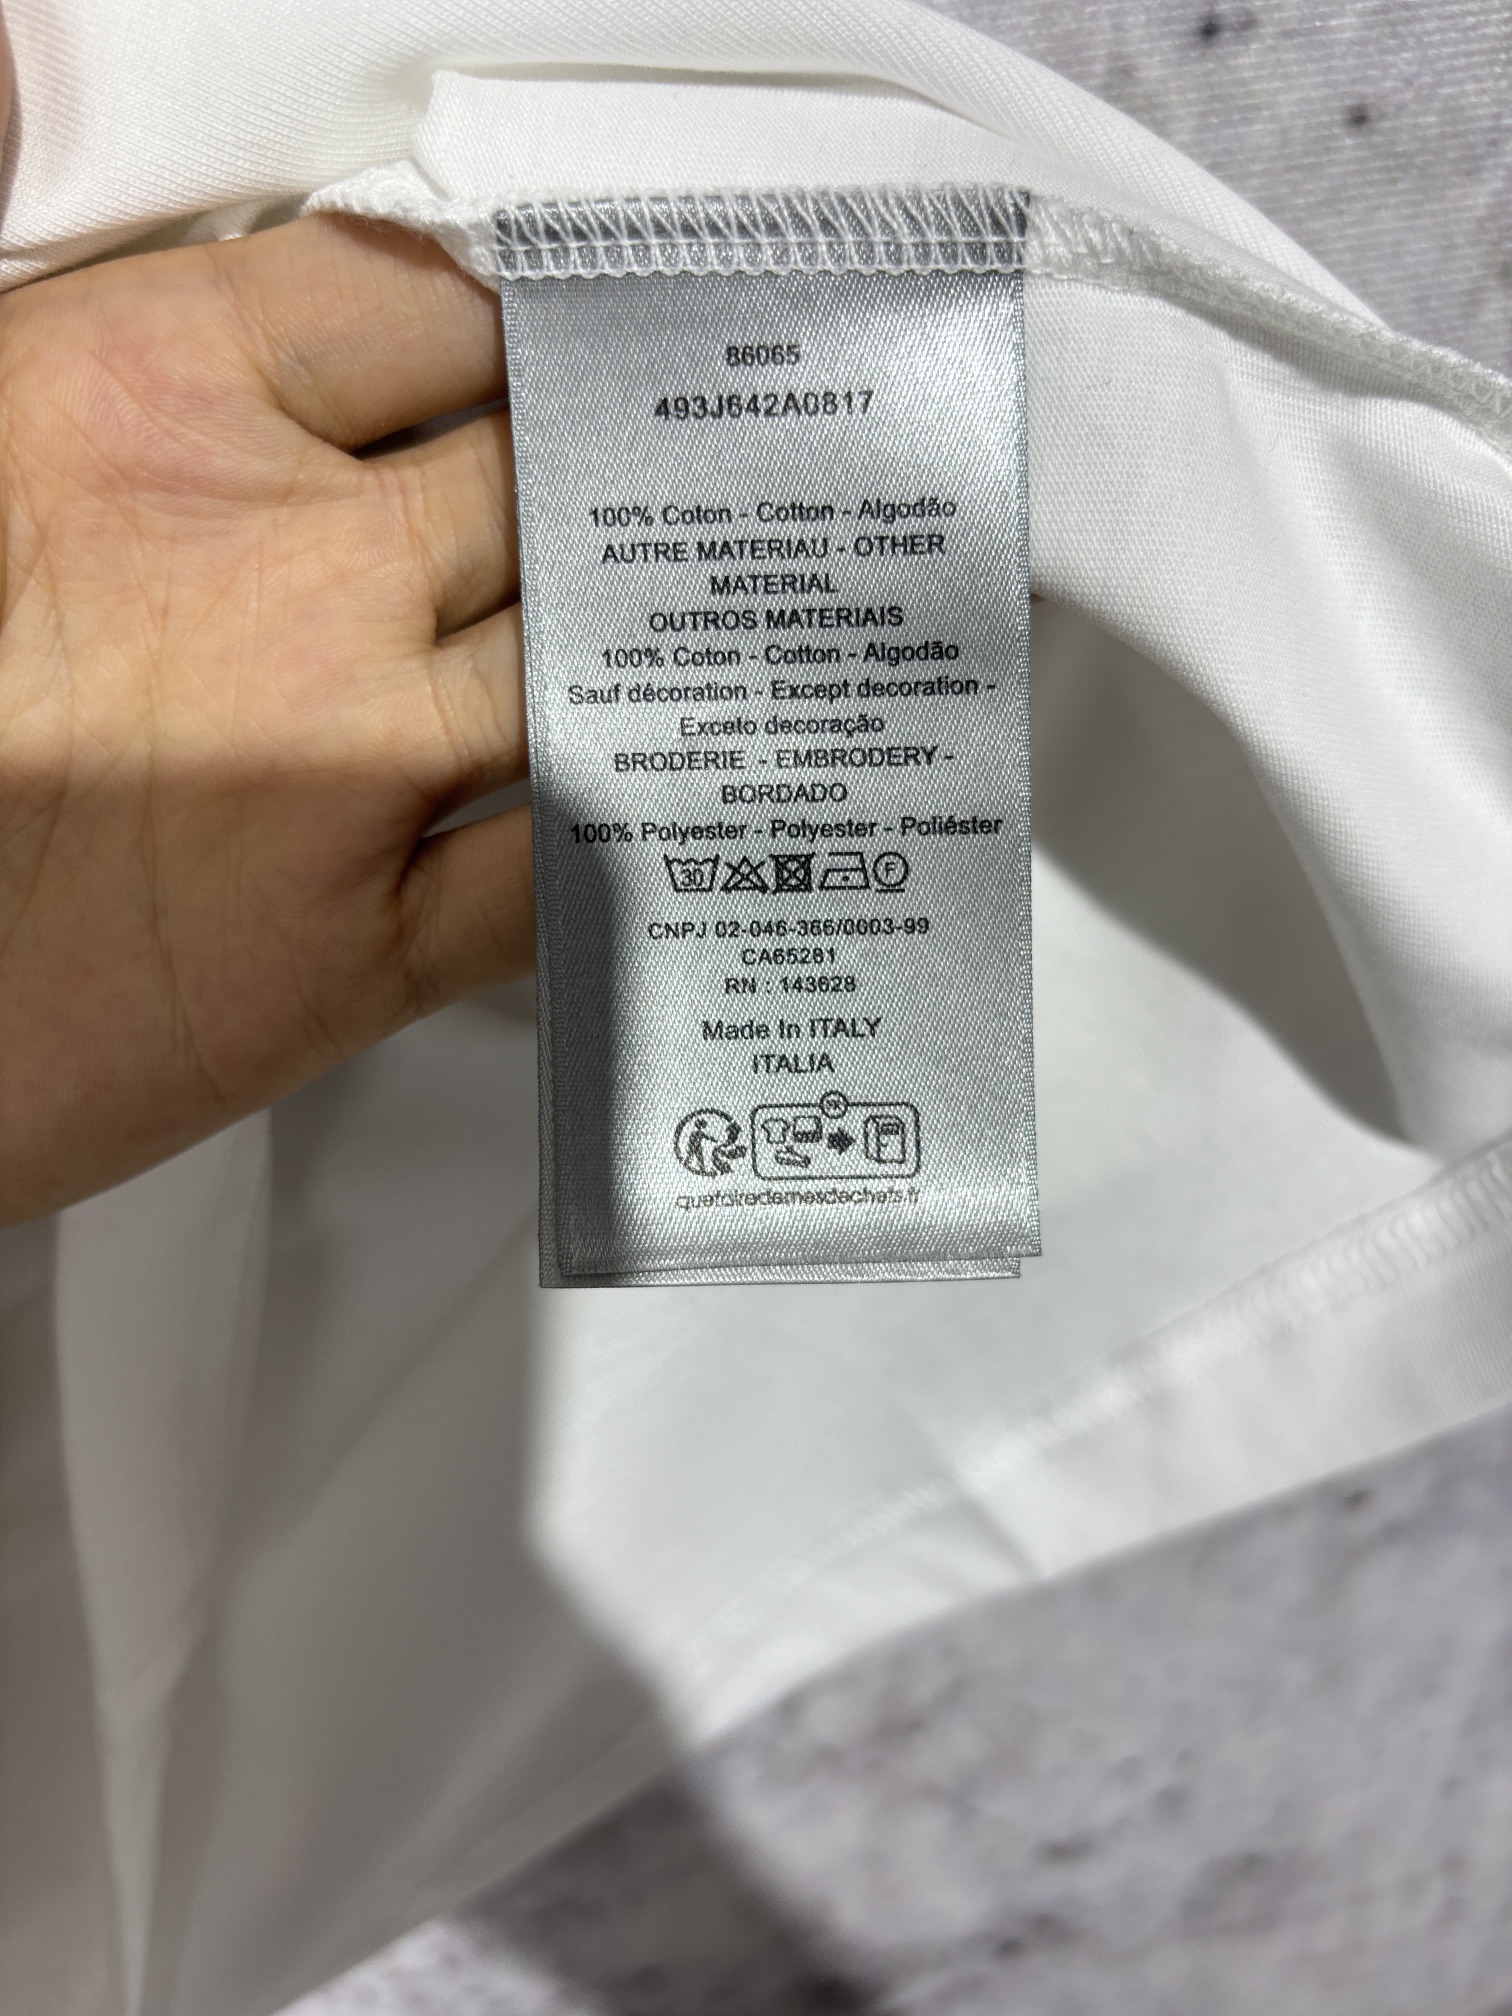 86065
493J642A0817
100% Coton - Cotton - Algodão
AUTRE MATERIAU - OTHER
MATERIAL
OUTROS MATERIAIS
100% Coton - Cotton - Algodão
Sauf décoration - Except decoration -
Exceto decoração
BRODERIE - EMBRODERY -
BORDADO
100% Polyester - Polyester - Poliéster
30 F
CNPJ 02-046-366/0003-99
CA65281
RN : 143628
Made In ITALY
ITALIA
FR
quefairedemesdechets.fr